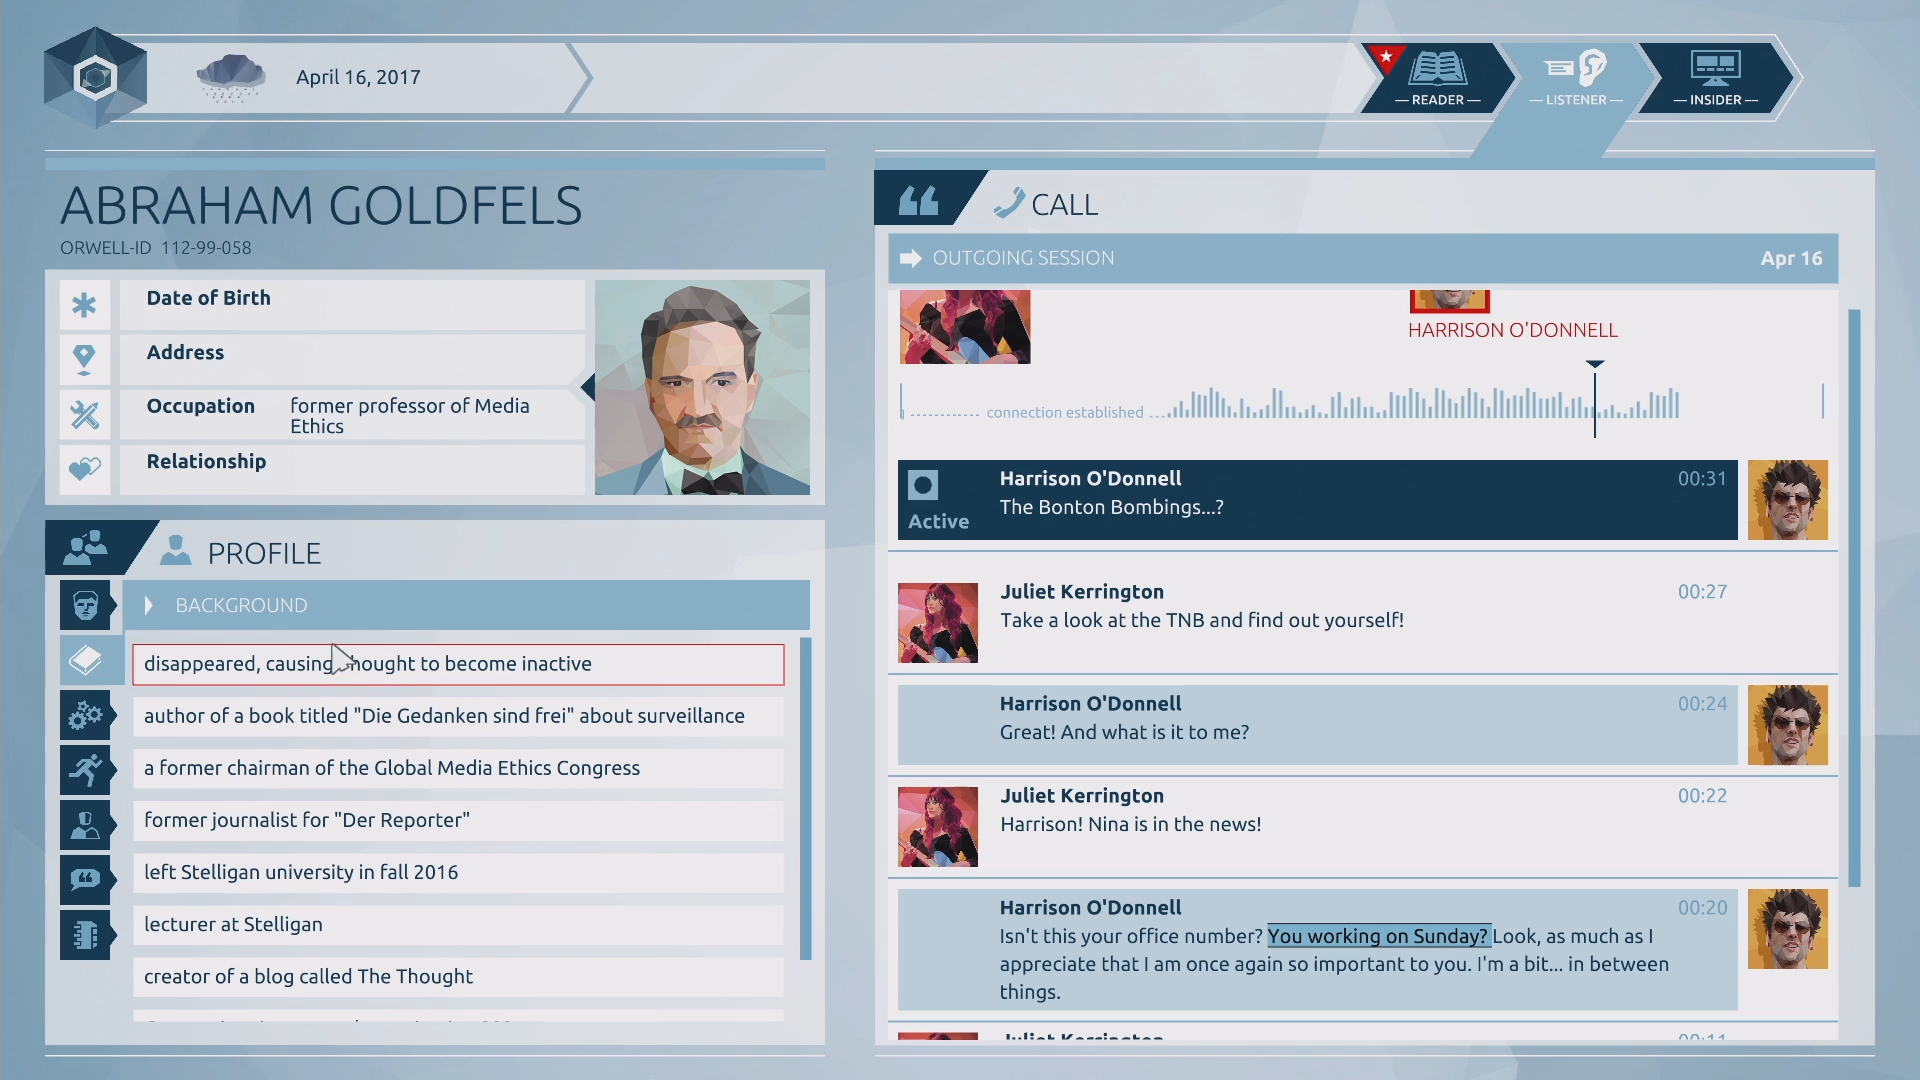 April 16, 2017
READER
LISTENER
INSIDER
ABRAHAM GOLDFELS
ORWELL-ID 112-99-058
Date of Birth
Address
Occupation former professor of Media
Ethics
Relationship
PROFILE
BACKGROUND
disappeared, causing Thought to become inactive
author of a book titled "Die Gedanken sind frei" about surveillance
a former chairman of the Global Media Ethics Congress
former journalist for "Der Reporter"
left Stelligan university in fall 2016
lecturer at Stelligan
creator of a blog called The Thought
CALL
OUTGOING SESSION Apr 16
HARRISON O'DONNELL
connection established
Harrison O'Donnell 00:31
The Bonton Bombings...?
Active
Juliet Kerrington 00:27
Take a look at the TNB and find out yourself!
Harrison O'Donnell 00:24
Great! And what is it to me?
Juliet Kerrington 00:22
Harrison! Nina is in the news!
Harrison O'Donnell 00:20
Isn't this your office number? You working on Sunday? Look, as much as I
appreciate that I am once again so important to you. I'm a bit... in between
things.
Juliet Kerrington 00:11